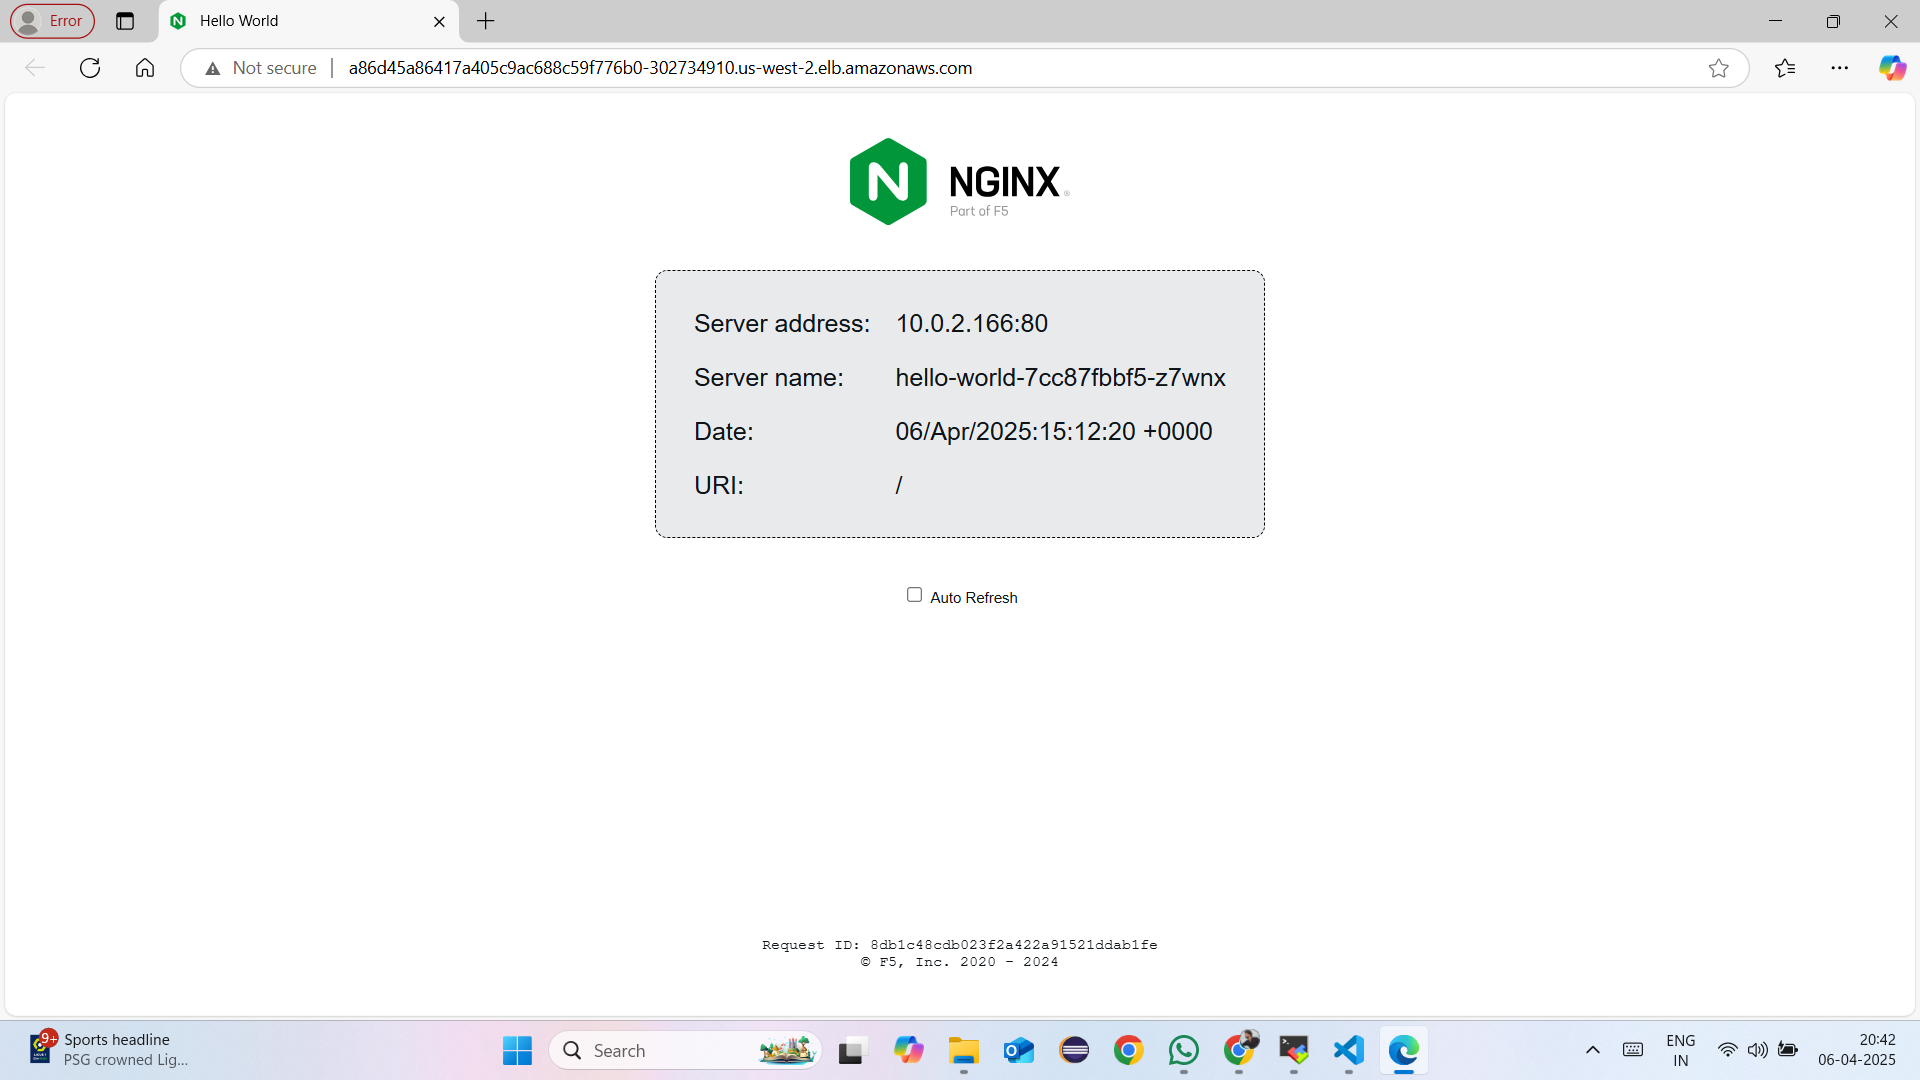 Error
Hello World
Not secure
a86d45a86417a405c9ac688c59f776b0-302734910.us-west-2.elb.amazonaws.com
NGINX
Part of F5
Server address: 10.0.2.166:80
Server name: hello-world-7cc87fbbf5-z7wnx
Date: 06/Apr/2025:15:12:20 +0000
URI: /
Auto Refresh
Request ID: 8db1c48cdb023f2a422a91521ddab1fe
© F5, Inc. 2020 - 2024
9+
Sports headline
PSG crowned Lig...
Search
ENG
IN
20:42
06-04-2025